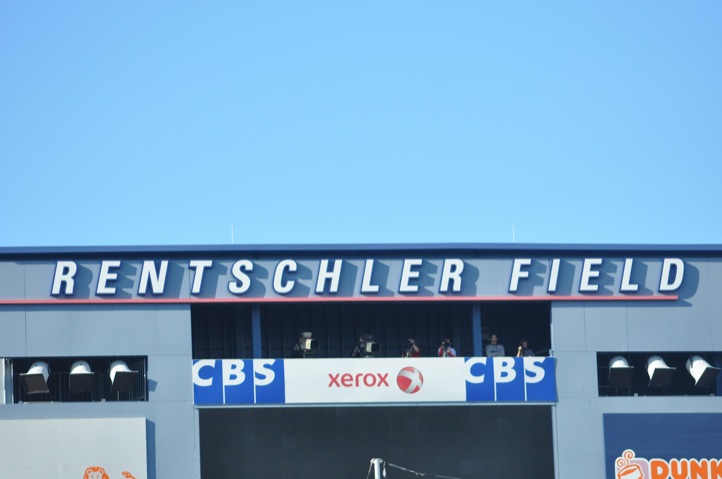 RENTSCHLER FIELD
CBS xerox CBS
DUNK